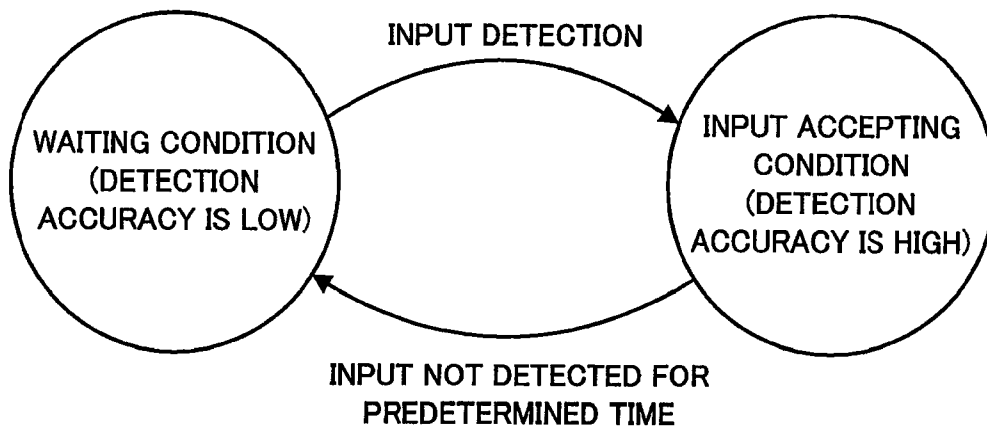 INPUT DETECTION
WAITING CONDITION
(DETECTION
ACCURACY IS LOW)
INPUT ACCEPTING
CONDITION
(DETECTION
ACCURACY IS HIGH)
INPUT NOT DETECTED FOR
PREDETERMINED TIME